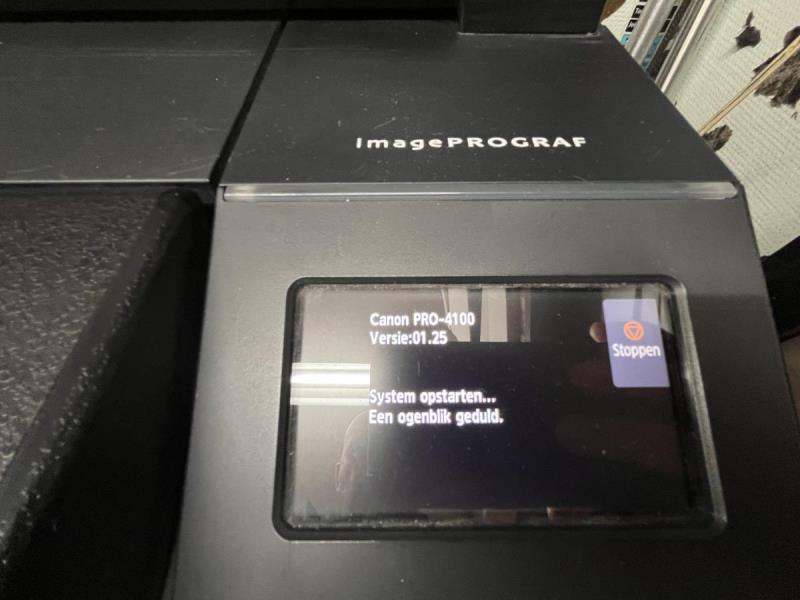 imagePROGRAF
Canon PRO-4100
Versie:01.25
Stoppen
System opstarten...
Een ogenblik geduld.